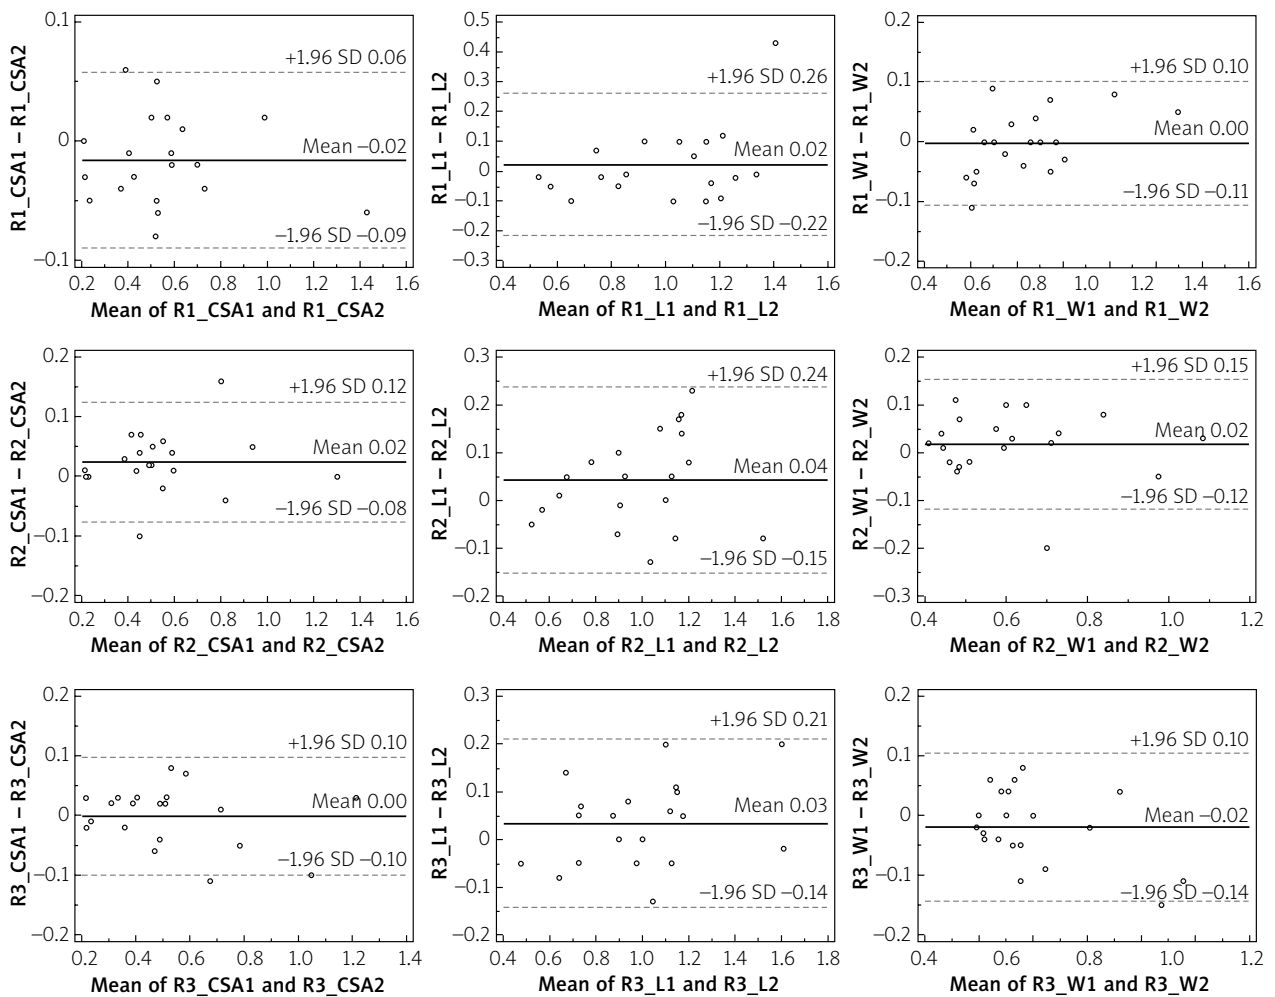 R1_CSA1 – R1_CSA2
0.1
0
–0.1
+1.96 SD 0.06
Mean –0.02
–1.96 SD –0.09
0.2 0.4 0.6 0.8 1.0 1.2 1.4 1.6
Mean of R1_CSA1 and R1_CSA2
R1_L1 – R1_L2
0.5
0.4
0.3
0.2
0.1
0
–0.1
–0.2
–0.3
+1.96 SD 0.26
Mean 0.02
–1.96 SD –0.22
0.4 0.6 0.8 1.0 1.2 1.4 1.6 1.8
Mean of R1_L1 and R1_L2
R1_W1 – R1_W2
0.2
0.1
0
–0.1
–0.2
+1.96 SD 0.10
Mean 0.00
–1.96 SD –0.11
0.4 0.6 0.8 1.0 1.2 1.4 1.6
Mean of R1_W1 and R1_W2
R2_CSA1 – R2_CSA2
0.2
0.1
0
–0.1
–0.2
+1.96 SD 0.12
Mean 0.02
–1.96 SD –0.08
0.2 0.4 0.6 0.8 1.0 1.2 1.4 1.6
Mean of R2_CSA1 and R2_CSA2
R2_L1 – R2_L2
0.3
0.2
0.1
0
–0.1
–0.2
+1.96 SD 0.24
Mean 0.04
–1.96 SD –0.15
0.4 0.6 0.8 1.0 1.2 1.4 1.6 1.8
Mean of R2_L1 and R2_L2
R2_W1 – R2_W2
0.2
0.1
0
–0.1
–0.2
–0.3
+1.96 SD 0.15
Mean 0.02
–1.96 SD –0.12
0.4 0.6 0.8 1.0 1.2
Mean of R2_W1 and R2_W2
R3_CSA1 – R3_CSA2
0.2
0.1
0
–0.1
–0.2
+1.96 SD 0.10
Mean 0.00
–1.96 SD –0.10
0.2 0.4 0.6 0.8 1.0 1.2 1.4
Mean of R3_CSA1 and R3_CSA2
R3_L1 – R3_L2
0.3
0.2
0.1
0
–0.1
–0.2
+1.96 SD 0.21
Mean 0.03
–1.96 SD –0.14
0.4 0.6 0.8 1.0 1.2 1.4 1.6 1.8
Mean of R3_L1 and R3_L2
R3_W1 – R3_W2
0.2
0.1
0
–0.1
–0.2
+1.96 SD 0.10
Mean –0.02
–1.96 SD –0.14
0.4 0.6 0.8 1.0 1.2
Mean of R3_W1 and R3_W2